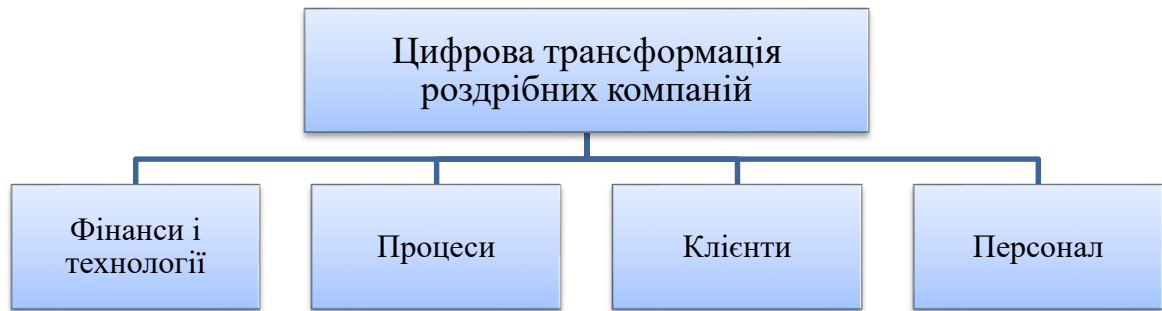 Цифрова трансформація
роздрібних компаній
Фінанси і
технології
Процеси
Клієнти
Персонал